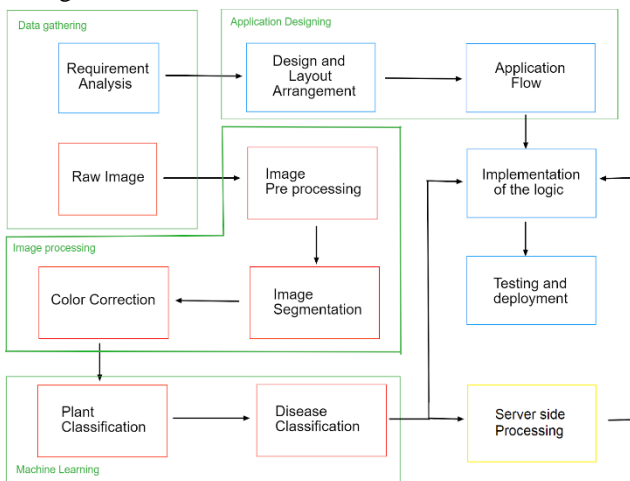 Data gathering
Application Designing
Requirement
Analysis
Design and
Layout
Arrangement
Application
Flow
Raw Image
Image
Pre processing
Implementation
of the logic
Image processing
Color Correction
Image
Segmentation
Testing and
deployment
Plant
Classification
Disease
Classification
Server side
Processing
Machine Learning